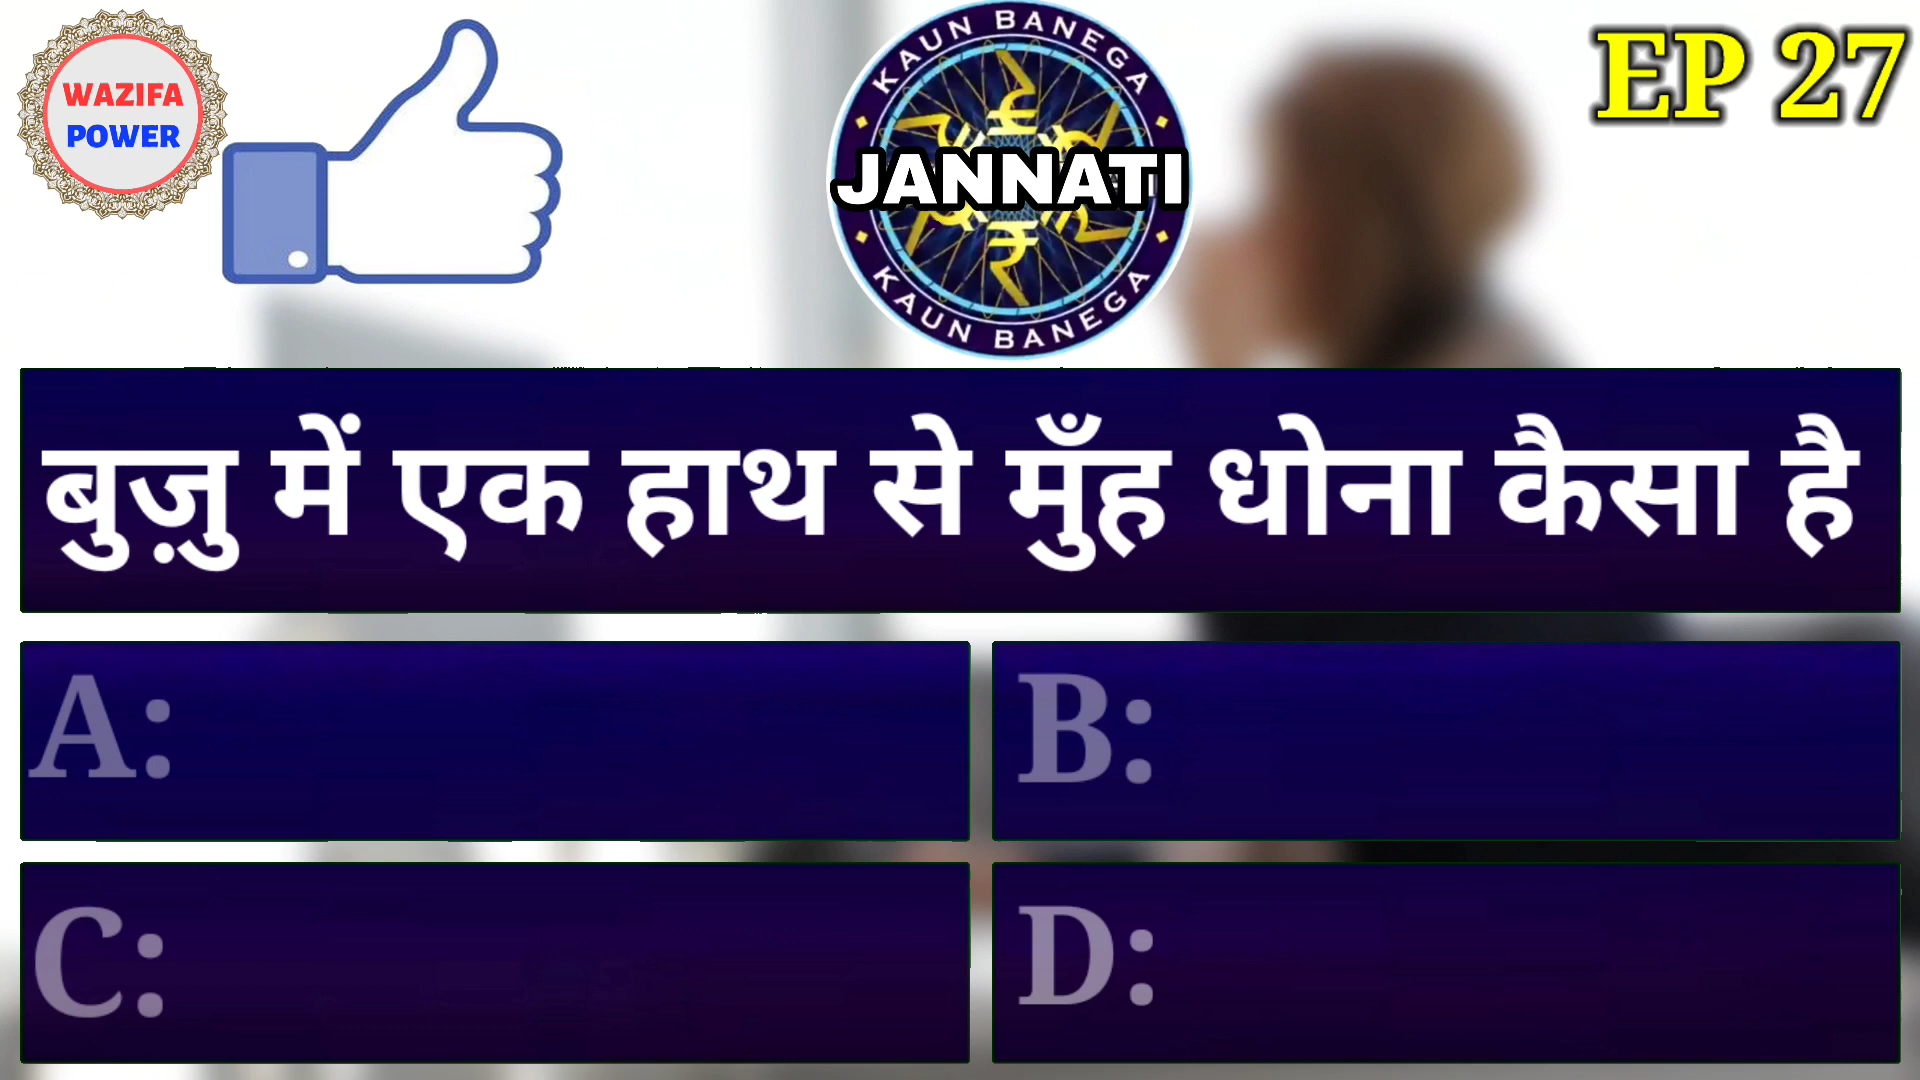 WAZIFA
POWER
KAUN BANEGA
JANNATI
KAUN BANEGA
EP 27
बुज़ु में एक हाथ से मुँह धोना कैसा है
A:
B:
C:
D: